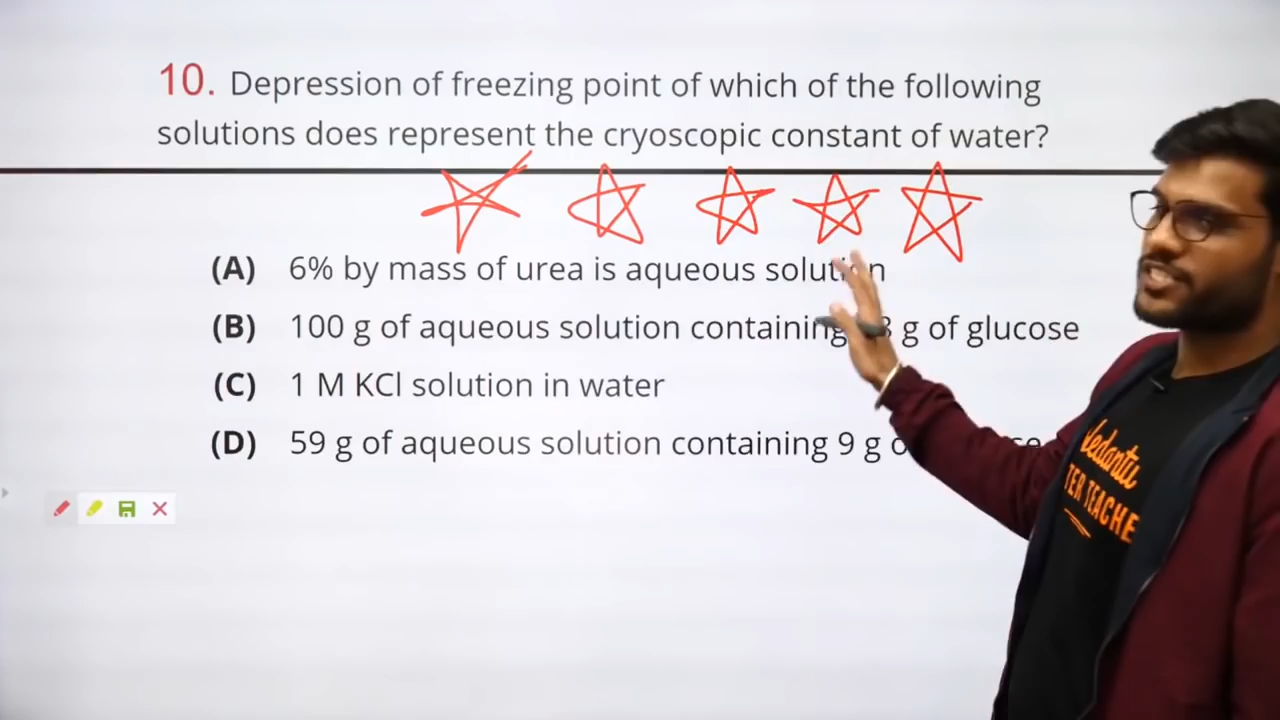 10. Depression of freezing point of which of the following
solutions does represent the cryoscopic constant of water?
(A) 6% by mass of urea is aqueous solution
(B) 100 g of aqueous solution containing g of glucose
(C) 1 M KCl solution in water
(D) 59 g of aqueous solution containing 9 g
Vedantu
TEACHE